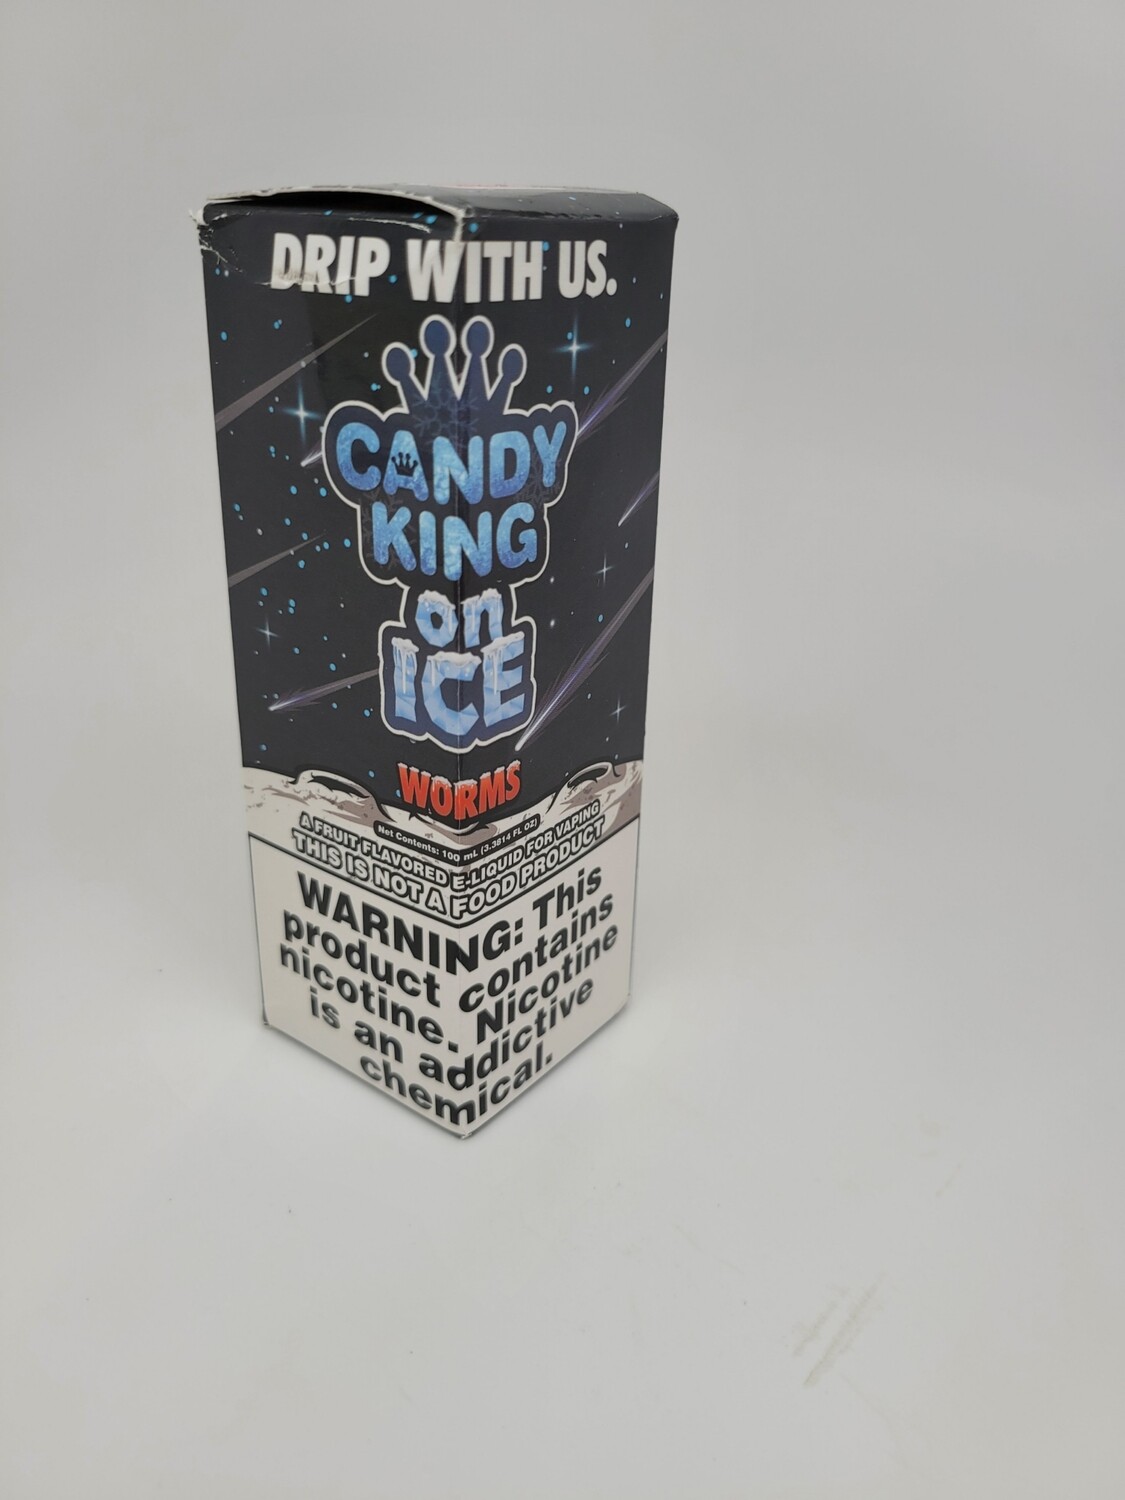 DRIP WITH US.
CANDY
KING
on
ICE
WORMS
Net Contents: 100 mL (3.3814 FL OZ)
A FRUIT FLAVORED E-LIQUID FOR VAPING
THIS IS NOT A FOOD PRODUCT
WARNING: This
product contains
nicotine. Nicotine
is an addictive
chemical.